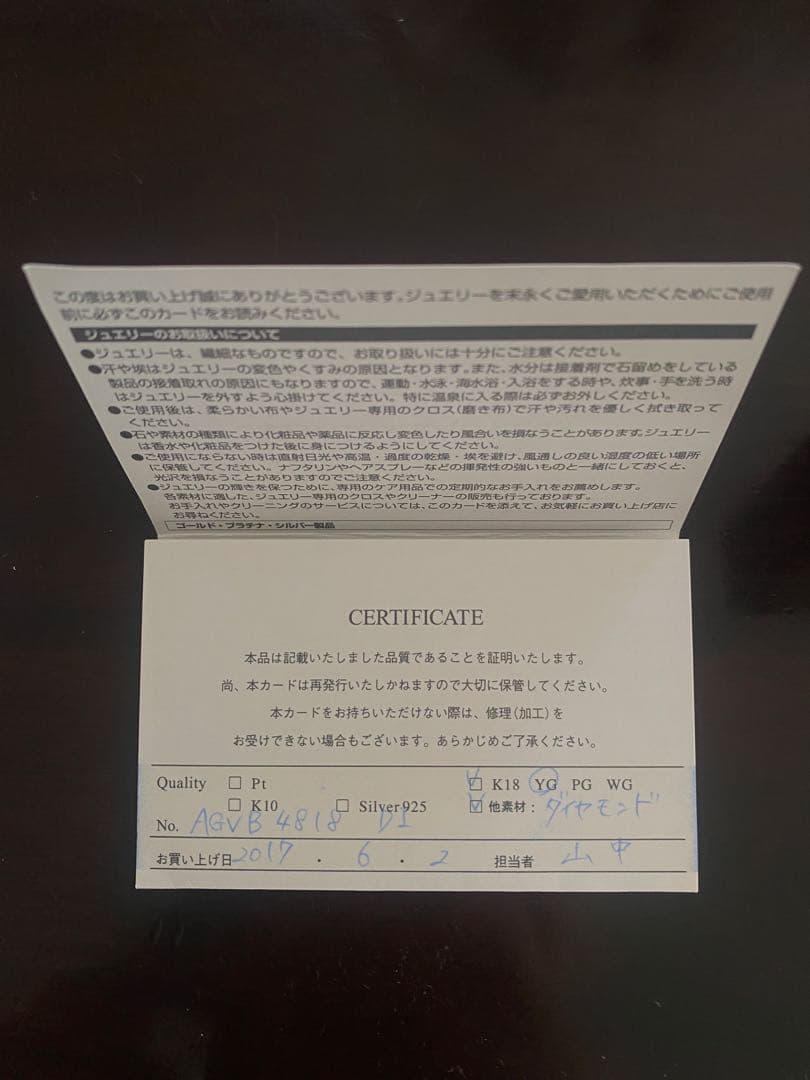 この度はお買い上げ誠にありがとうございます。ジュエリーを末永くご愛用いただくためにご使用
前に必ずこのカードをお読みください。
ジュエリーのお取扱いについて
●ジュエリーは、繊細なものですので、お取り扱いには十分にご注意ください。
●汗や埃はジュエリーの変色やくすみの原因となります。また、水分は接着剤で石留めをしている
製品の接着取れの原因にもなりますので、運動・水泳・海水浴・入浴をする時や、炊事・手を洗う時
はジュエリーを外すよう心掛けてください。特に温泉に入る際は必ずお外しください。
●ご使用後は、柔らかい布やジュエリー専用のクロス(磨き布)で汗や汚れを優しく拭き取って
ください。
●石や素材の種類により化粧品や薬品に反応し変色したり風合いを損なうことがあります。ジュエリー
は香水や化粧品をつけた後に身につけるようにしてください。
●ご使用にならない時は直射日光や高温・過度の乾燥・埃を避け、風通しの良い湿度の低い場所
に保管してください。ナフタリンやヘアスプレーなどの揮発性の強いものと一緒にしておくと、
光沢を損なうことがありますのでご注意ください。
●ジュエリーの輝きを保つために、専用のケア用品での定期的なお手入れをお薦めします。
各素材に適した、ジュエリー専用のクロスやクリーナーの販売も行っております。
お手入れやクリーニングのサービスについては、このカードを添えて、お気軽にお買い上げ店に
お尋ねください。
ゴールド・プラチナ・シルバー製品
CERTIFICATE
本品は記載いたしました品質であることを証明いたします。
尚、本カードは再発行いたしかねますので大切に保管してください。
本カードをお持ちいただけない際は、修理(加工)を
お受けできない場合もございます。あらかじめご了承ください。
Quality □ Pt ☑ K18 YG PG WG
□ K10 □ Silver925 ☑ 他素材: ダイヤモンド
No. AGVB 4818 DI
お買い上げ日 2017 ・ 6 ・ 2 担当者 山中